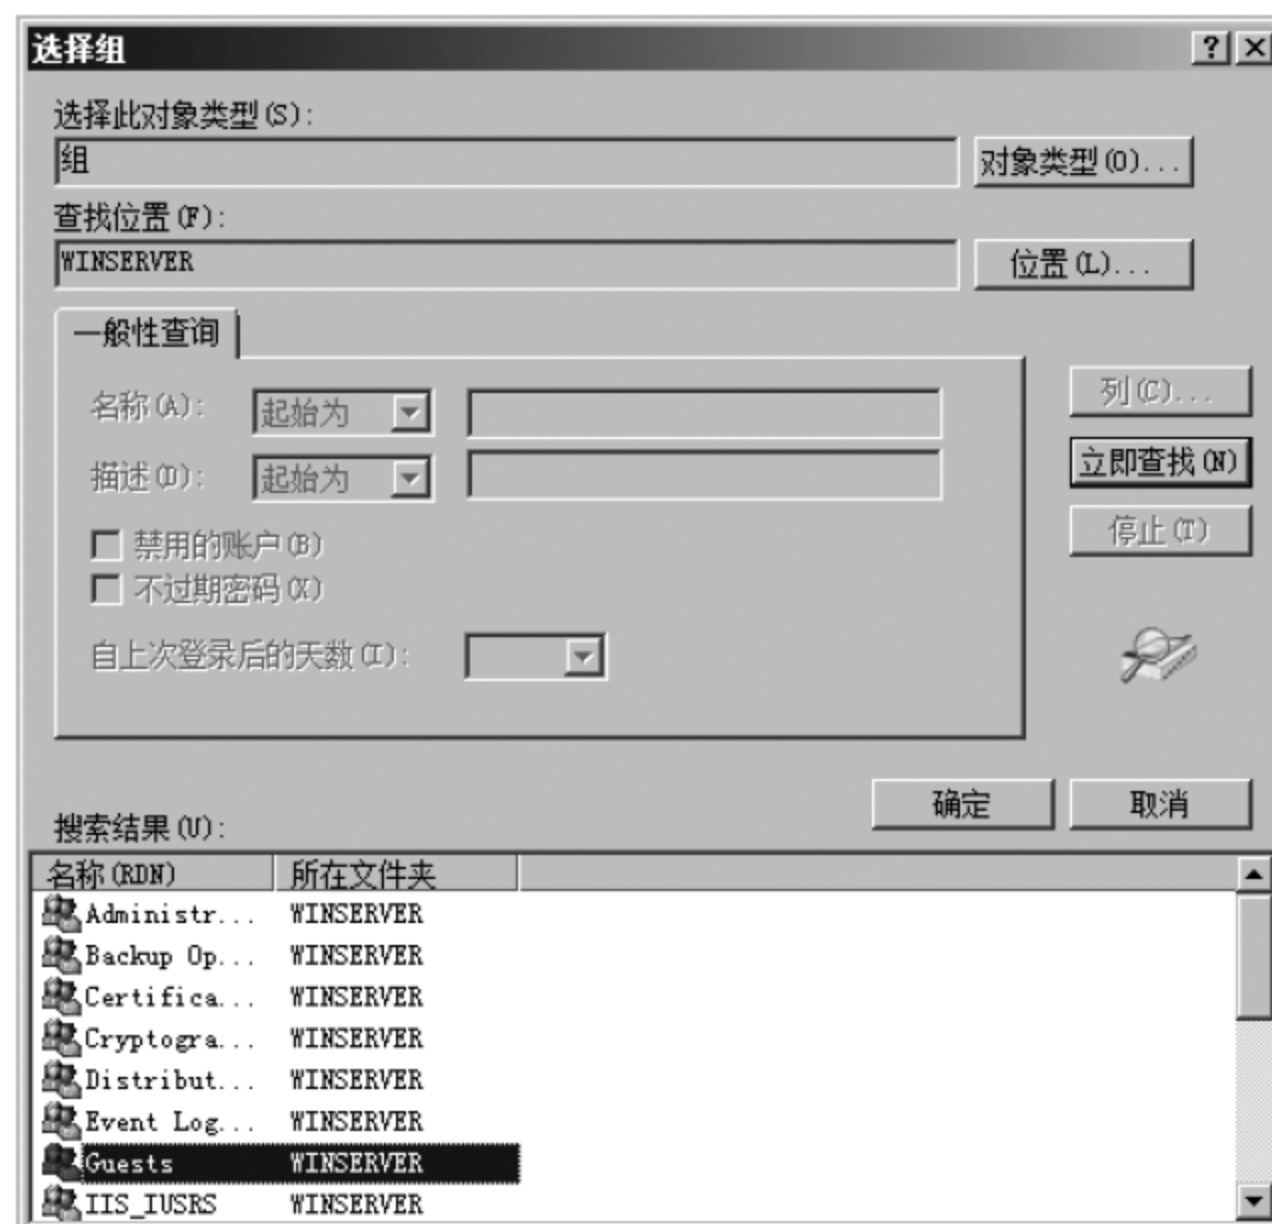 选择组
选择此对象类型(S):
组 对象类型(O)...
查找位置(F):
WINSERVER 位置(L)...
一般性查询
名称(A): 起始为 列(C)...
描述(D): 起始为 立即查找(N)
禁用的账户(B) 停止(T)
不过期密码(X)
自上次登录后的天数(I):
确定 取消
搜索结果(U):
名称(RDN) 所在文件夹
Administr... WINSERVER
Backup Op... WINSERVER
Certifica... WINSERVER
Cryptogra... WINSERVER
Distribut... WINSERVER
Event Log... WINSERVER
Guests WINSERVER
IIS_IUSRS WINSERVER